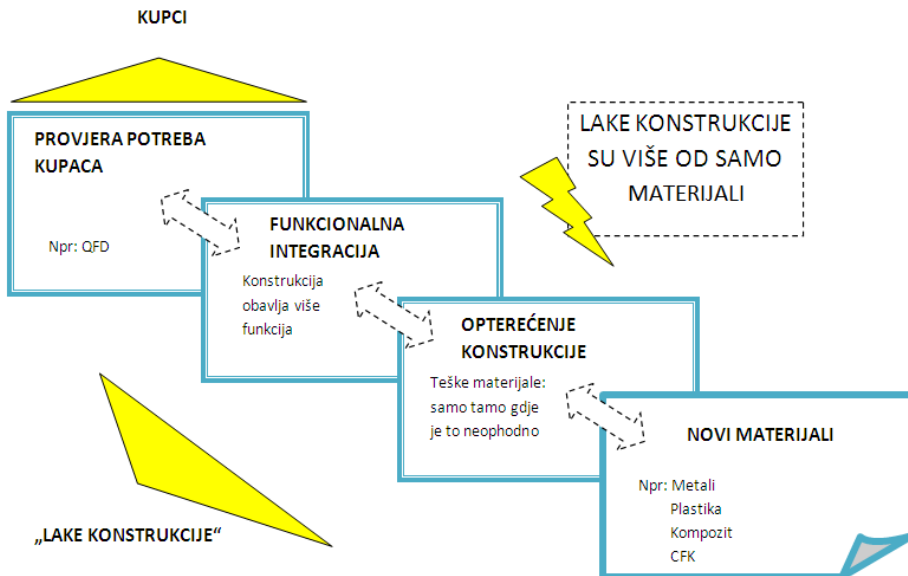 KUPCI
PROVJERA POTREBA
KUPACA
Npr: QFD
LAKE KONSTRUKCIJE
SU VIŠE OD SAMO
MATERIJALI
FUNKCIONALNA
INTEGRACIJA
Konstrukcija
obavlja više
funkcija
OPTEREĆENJE
KONSTRUKCIJE
Teške materijale:
samo tamo gdje
je to neophodno
NOVI MATERIJALI
Npr: Metali
Plastika
Kompozit
CFK
„LAKE KONSTRUKCIJE“